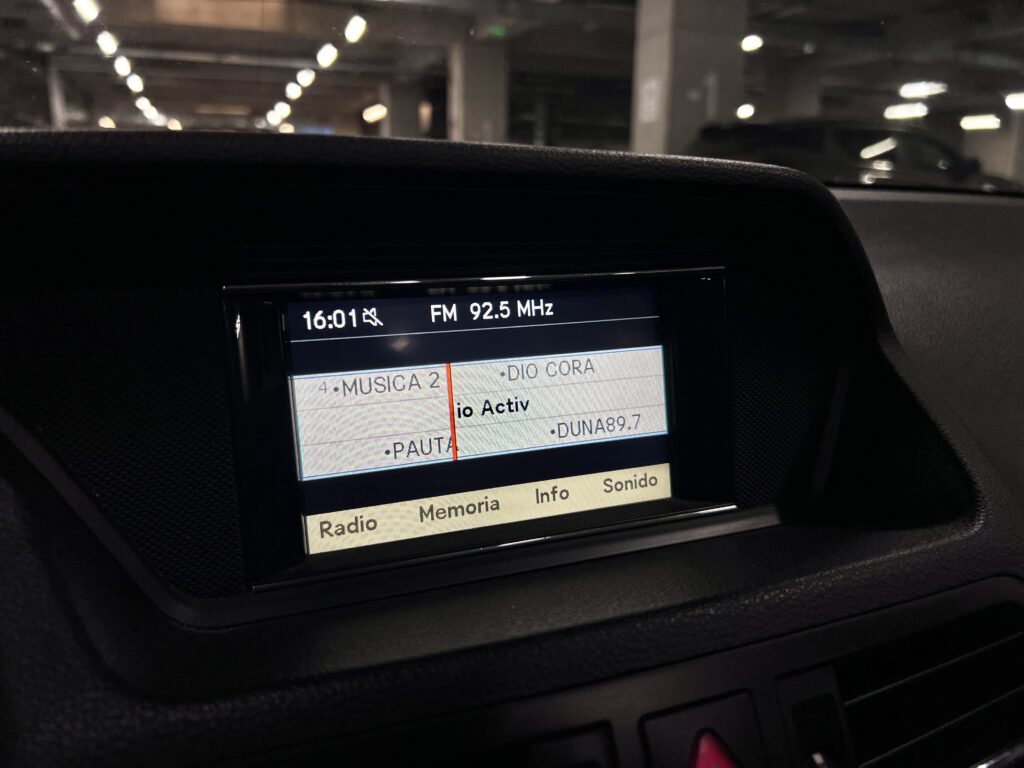 16:01 FM 92.5 MHz
4 •MUSICA 2 •DIO CORA
io Activ
•PAUTA •DUNA89.7
Radio Memoria Info Sonido